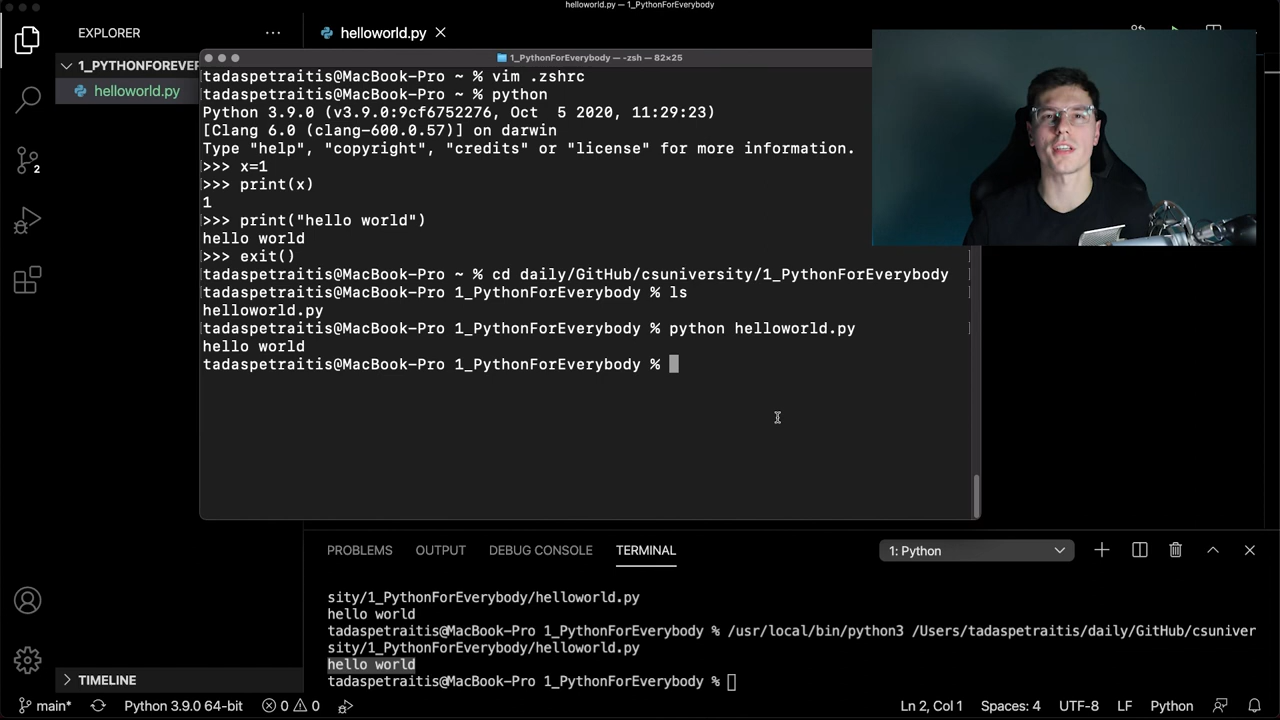 helloworld.py — 1_PythonForEverybody
EXPLORER
helloworld.py
1_PYTHONFOREVER
helloworld.py
1_PythonForEverybody — -zsh — 82×25
tadaspetraitis@MacBook-Pro ~ % vim .zshrc
tadaspetraitis@MacBook-Pro ~ % python
Python 3.9.0 (v3.9.0:9cf6752276, Oct  5 2020, 11:29:23)
[Clang 6.0 (clang-600.0.57)] on darwin
Type "help", "copyright", "credits" or "license" for more information.
>>> x=1
>>> print(x)
1
>>> print("hello world")
hello world
>>> exit()
tadaspetraitis@MacBook-Pro ~ % cd daily/GitHub/csuniversity/1_PythonForEverybody
tadaspetraitis@MacBook-Pro 1_PythonForEverybody % ls
helloworld.py
tadaspetraitis@MacBook-Pro 1_PythonForEverybody % python helloworld.py
hello world
tadaspetraitis@MacBook-Pro 1_PythonForEverybody %
2
PROBLEMS OUTPUT DEBUG CONSOLE TERMINAL 1: Python
sity/1_PythonForEverybody/helloworld.py
hello world
tadaspetraitis@MacBook-Pro 1_PythonForEverybody % /usr/local/bin/python3 /Users/tadaspetraitis/daily/GitHub/csuniver
sity/1_PythonForEverybody/helloworld.py
hello world
tadaspetraitis@MacBook-Pro 1_PythonForEverybody %
TIMELINE
main* Python 3.9.0 64-bit 0 0 Ln 2, Col 1 Spaces: 4 UTF-8 LF Python